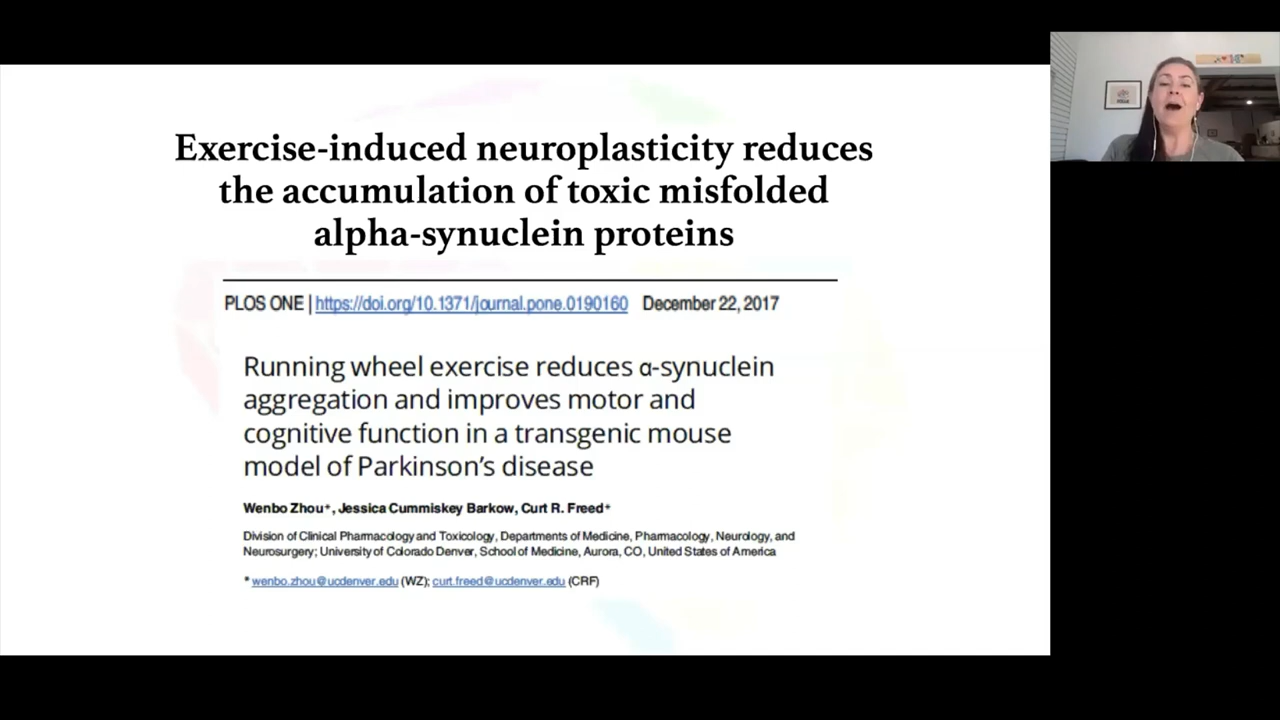 Exercise-induced neuroplasticity reduces
the accumulation of toxic misfolded
alpha-synuclein proteins
PLOS ONE | https://doi.org/10.1371/journal.pone.0190160 December 22, 2017
Running wheel exercise reduces α-synuclein
aggregation and improves motor and
cognitive function in a transgenic mouse
model of Parkinson's disease
Wenbo Zhou*, Jessica Cummiskey Barkow, Curt R. Freed*
Division of Clinical Pharmacology and Toxicology, Departments of Medicine, Pharmacology, Neurology, and
Neurosurgery; University of Colorado Denver, School of Medicine, Aurora, CO, United States of America
* wenbo.zhou@ucdenver.edu (WZ); curt.freed@ucdenver.edu (CRF)